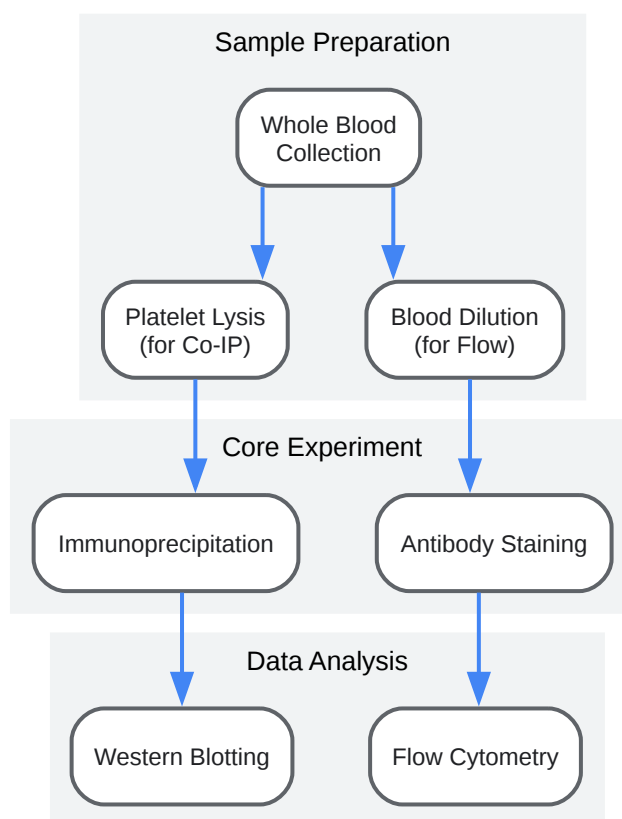 Sample Preparation
Whole Blood
Collection
Platelet Lysis
(for Co-IP)
Blood Dilution
(for Flow)
Core Experiment
Immunoprecipitation
Antibody Staining
Data Analysis
Western Blotting
Flow Cytometry